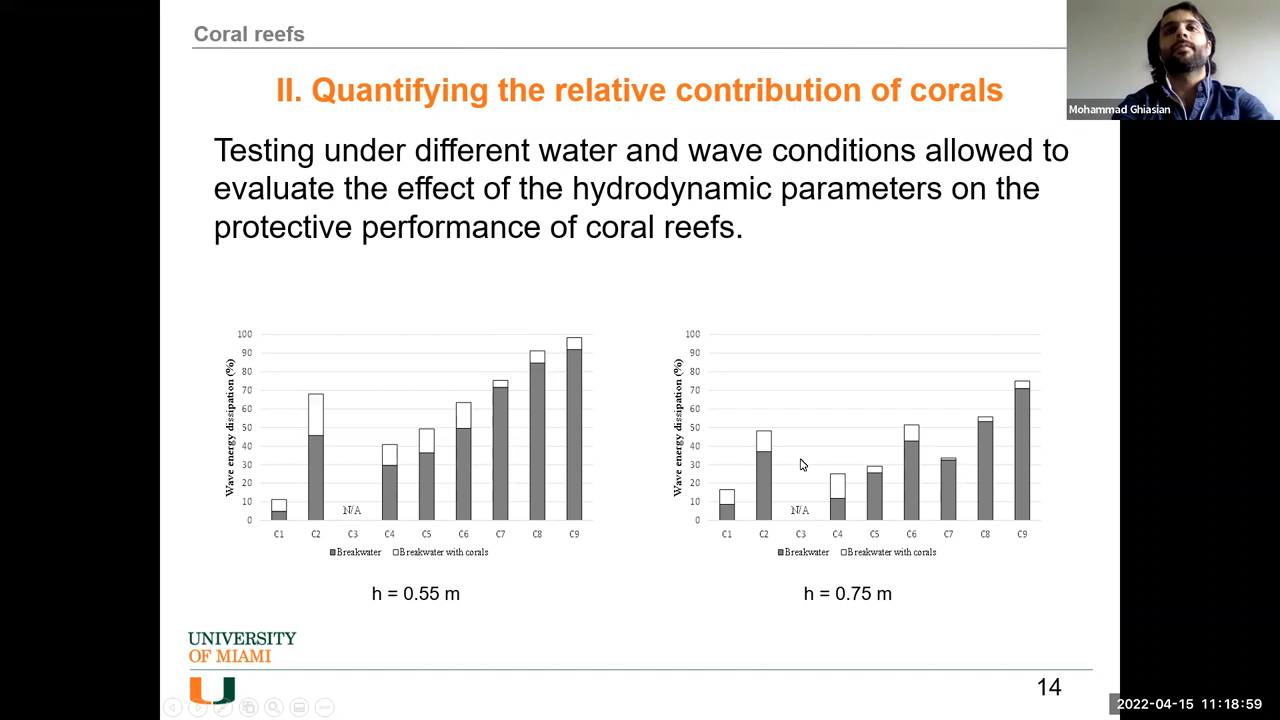 Coral reefs
Mohammad Ghiasian
II. Quantifying the relative contribution of corals
Testing under different water and wave conditions allowed to
evaluate the effect of the hydrodynamic parameters on the
protective performance of coral reefs.
Wave energy dissipation (%)
100
90
80
70
60
50
40
30
20
10
0
N/A
C1 C2 C3 C4 C5 C6 C7 C8 C9
Breakwater Breakwater with corals
h = 0.55 m
Wave energy dissipation (%)
100
90
80
70
60
50
40
30
20
10
0
N/A
C1 C2 C3 C4 C5 C6 C7 C8 C9
Breakwater Breakwater with corals
h = 0.75 m
UNIVERSITY
OF MIAMI
14
2022-04-15 11:18:59